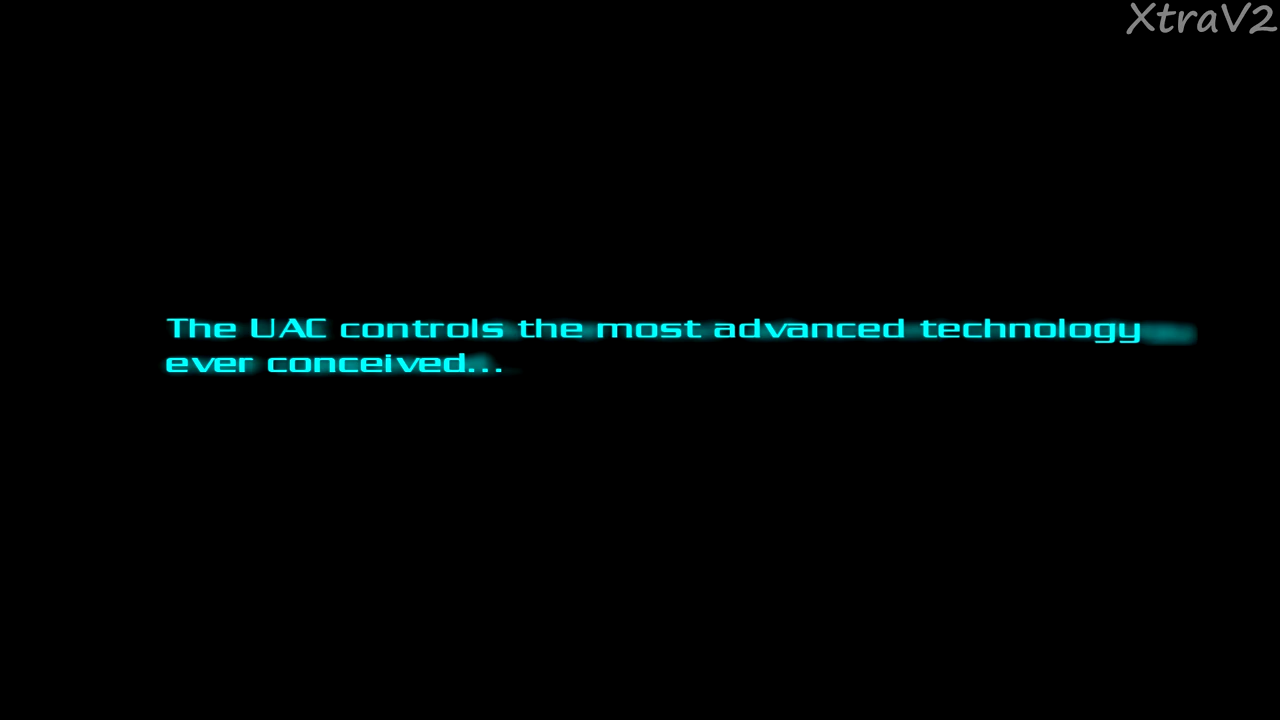 XtraV2
The UAC controls the most advanced technology
ever conceived...